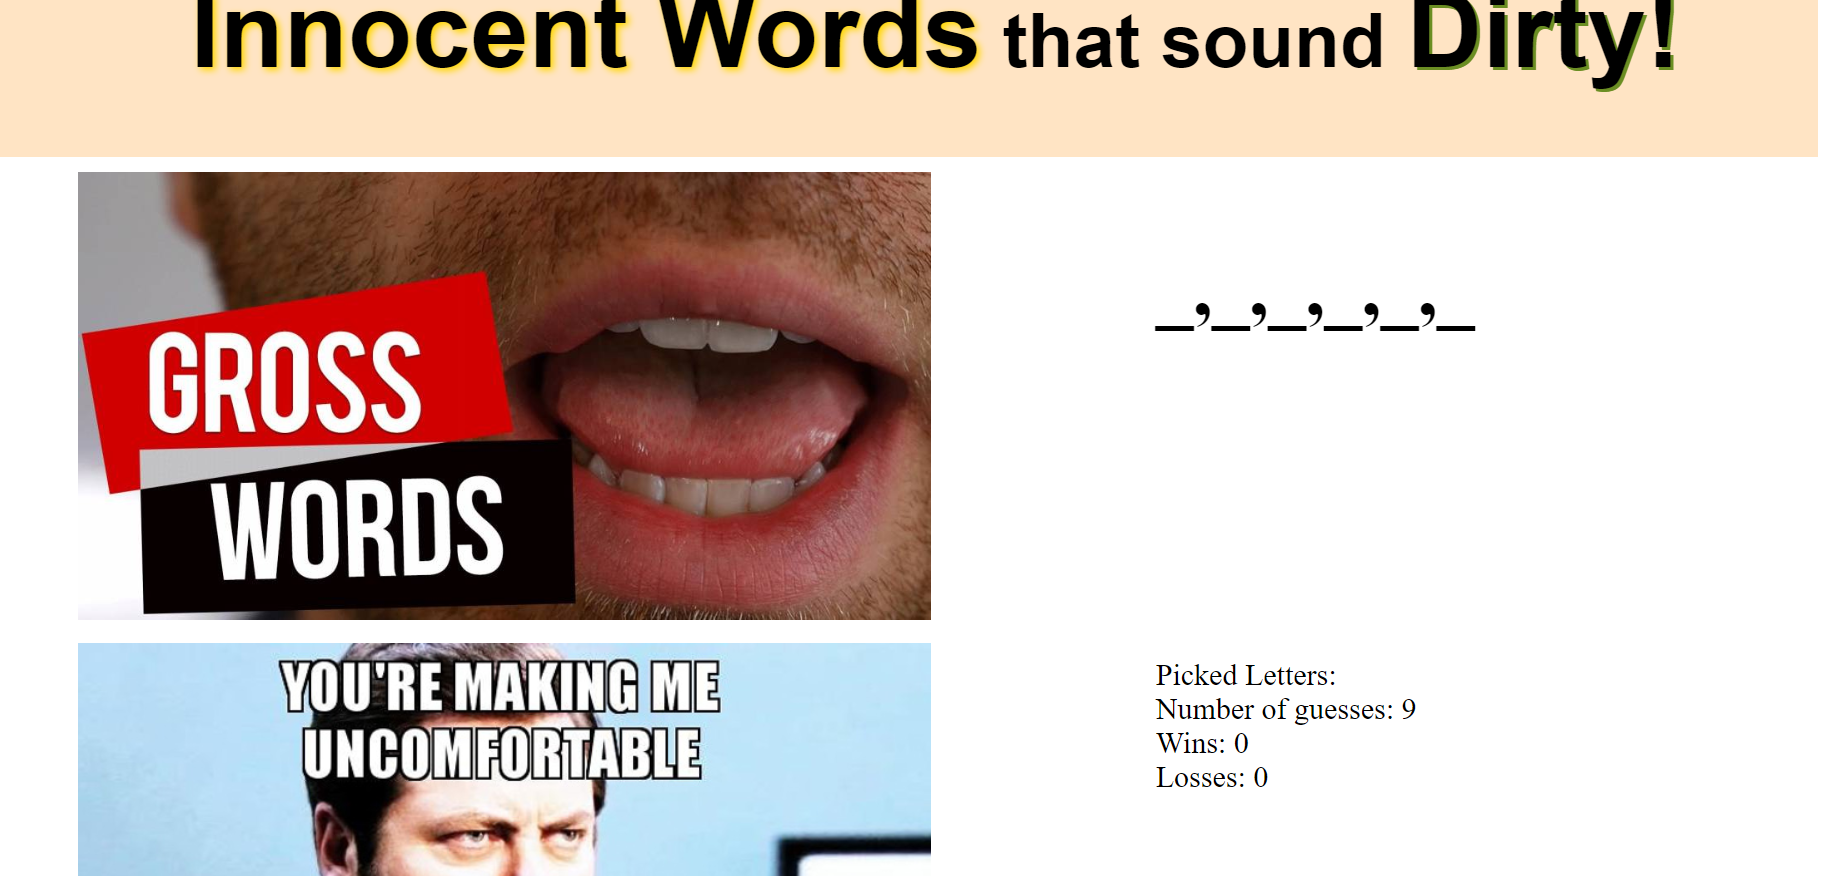 Innocent Words that sound Dirty!
GROSS
WORDS
_,_,_,_,_,_
YOU'RE MAKING ME
UNCOMFORTABLE
Picked Letters:
Number of guesses: 9
Wins: 0
Losses: 0